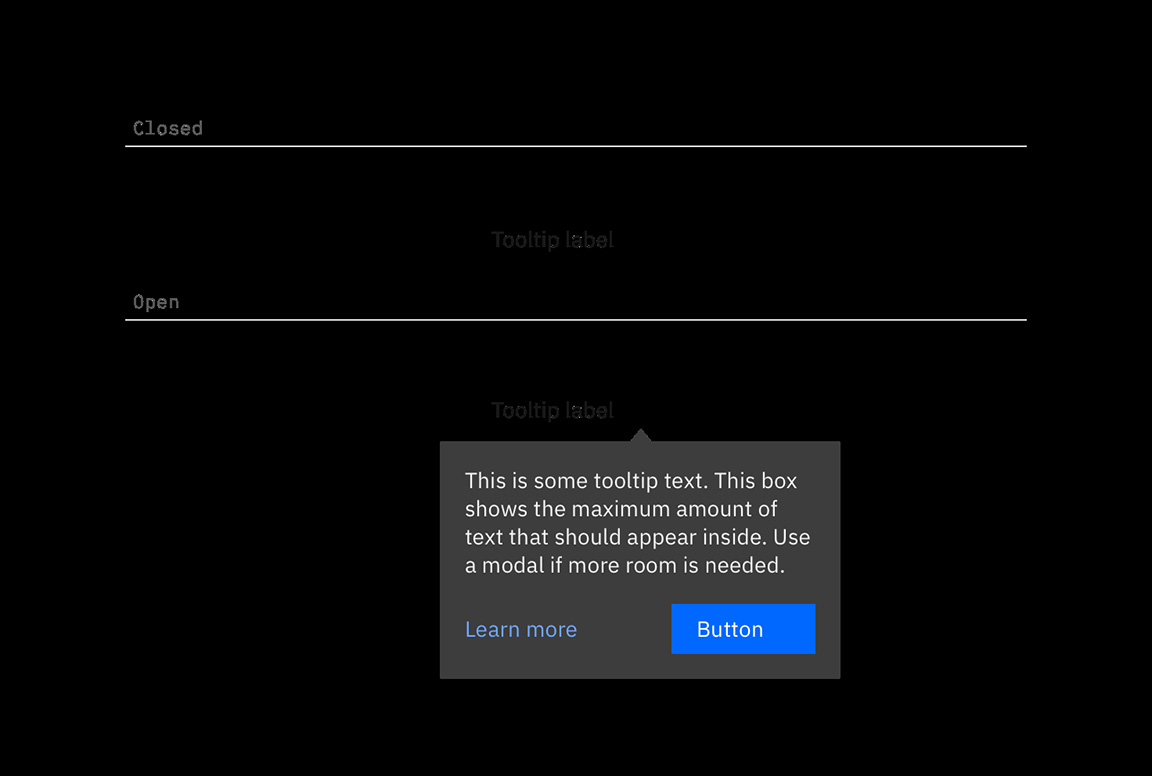 Closed
Tooltip label
Open
Tooltip label
This is some tooltip text. This box
shows the maximum amount of
text that should appear inside. Use
a modal if more room is needed.
Learn more
Button